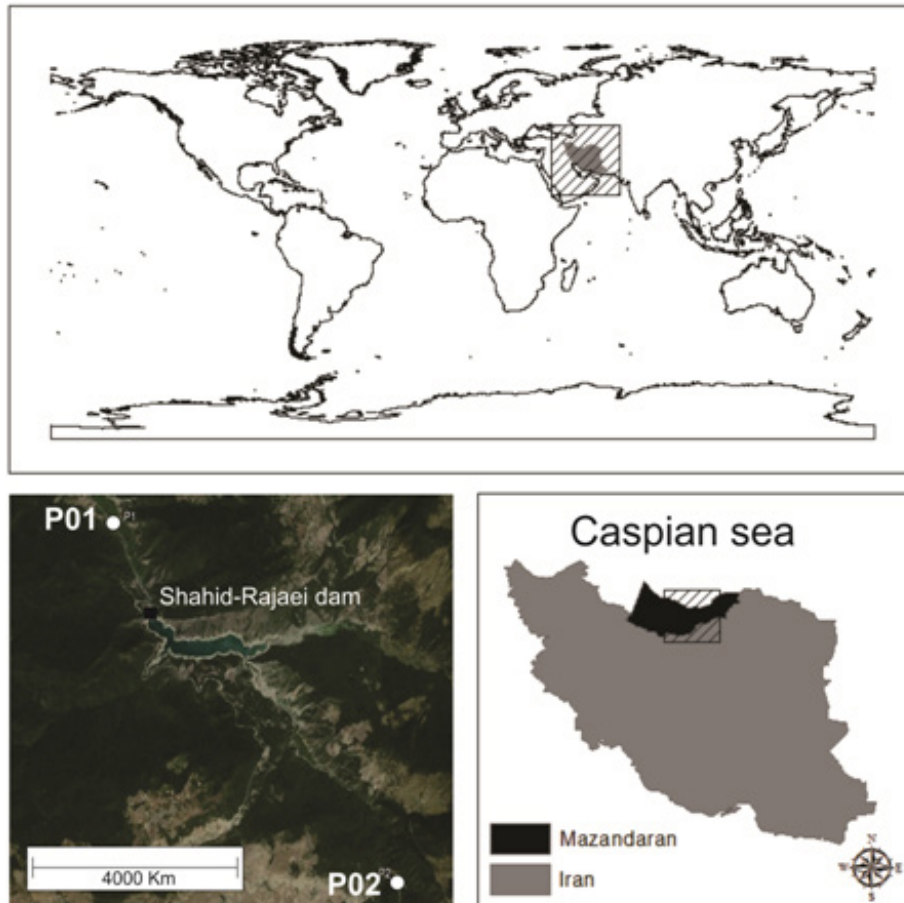 P01
P1
Shahid-Rajaei dam
4000 Km
P02
P2
Caspian sea
Mazandaran
Iran
N
W
E
S